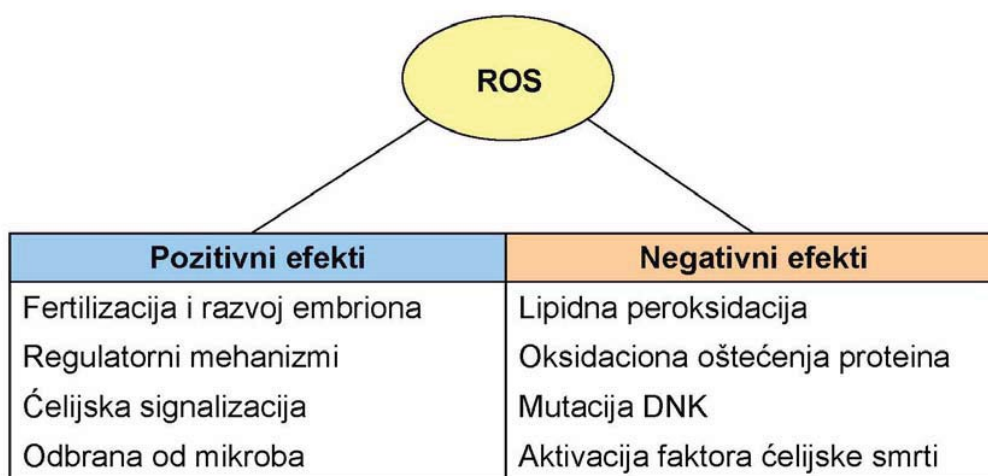 ROS
Pozitivni efekti
Negativni efekti
Fertilizacija i razvoj embriona
Lipidna peroksidacija
Regulatorni mehanizmi
Oksidaciona oštećenja proteina
Ćelijska signalizacija
Mutacija DNK
Odbrana od mikroba
Aktivacija faktora ćelijske smrti